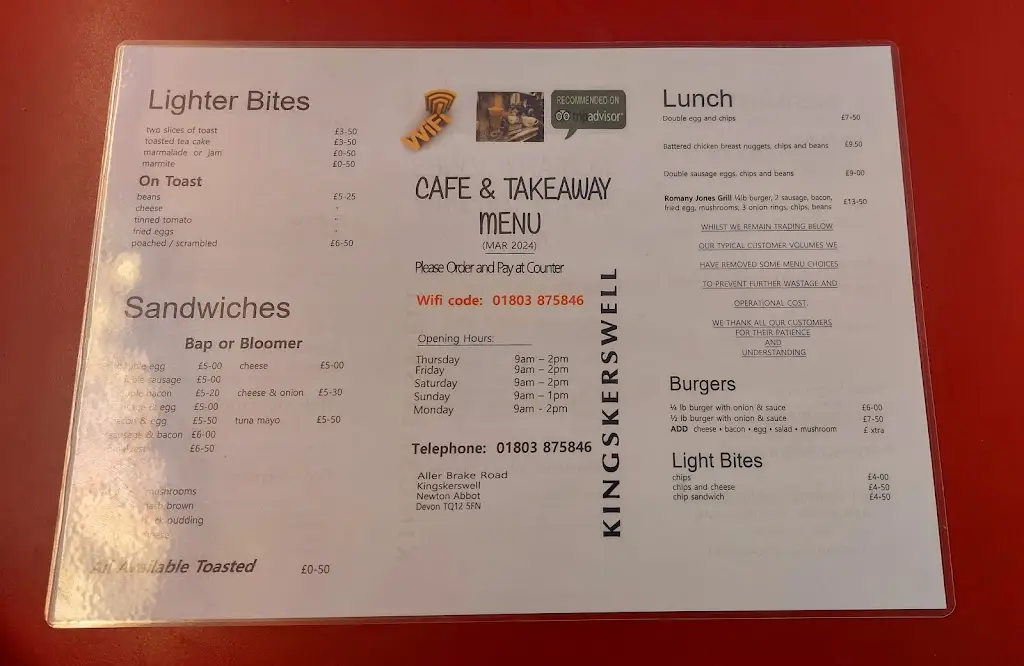 Lighter Bites
two slices of toast £3-50
toasted tea cake £3-50
marmalade or jam £0-50
marmite £0-50
On Toast
beans £5-25
cheese -
tinned tomato -
fried eggs -
poached / scrambled £6-50
Sandwiches
Bap or Bloomer
egg £5-00 cheese £5-00
sausage £5-00
bacon £5-20 cheese & onion £5-30
& egg £5-00
& egg £5-50 tuna mayo £5-50
& bacon £6-00
£6-50
mushrooms
brown
pudding
All Available Toasted £0-50
WiFi
RECOMMENDED ON
tripadvisor
CAFE & TAKEAWAY
MENU
(MAR 2024)
Please Order and Pay at Counter
Wifi code: 01803 875846
Opening Hours:
Thursday 9am – 2pm
Friday 9am – 2pm
Saturday 9am – 2pm
Sunday 9am – 1pm
Monday 9am - 2pm
Telephone: 01803 875846
Aller Brake Road
Kingskerswell
Newton Abbot
Devon TQ12 5FN
KINGSKERSWELL
Lunch
Double egg and chips £7-50
Battered chicken breast nuggets, chips and beans £9.50
Double sausage eggs, chips and beans £9-00
Romany Jones Grill ¼lb burger, 2 sausage, bacon,
fried egg, mushrooms, 3 onion rings, chips, beans £13-50
WHILST WE REMAIN TRADING BELOW
OUR TYPICAL CUSTOMER VOLUMES WE
HAVE REMOVED SOME MENU CHOICES
TO PREVENT FURTHER WASTAGE AND
OPERATIONAL COST.
WE THANK ALL OUR CUSTOMERS
FOR THEIR PATIENCE
AND
UNDERSTANDING
Burgers
¼ lb burger with onion & sauce £6-00
½ lb burger with onion & sauce £7-50
ADD cheese • bacon • egg • salad • mushroom £ xtra
Light Bites
chips £4-00
chips and cheese £4-50
chip sandwich £4-50